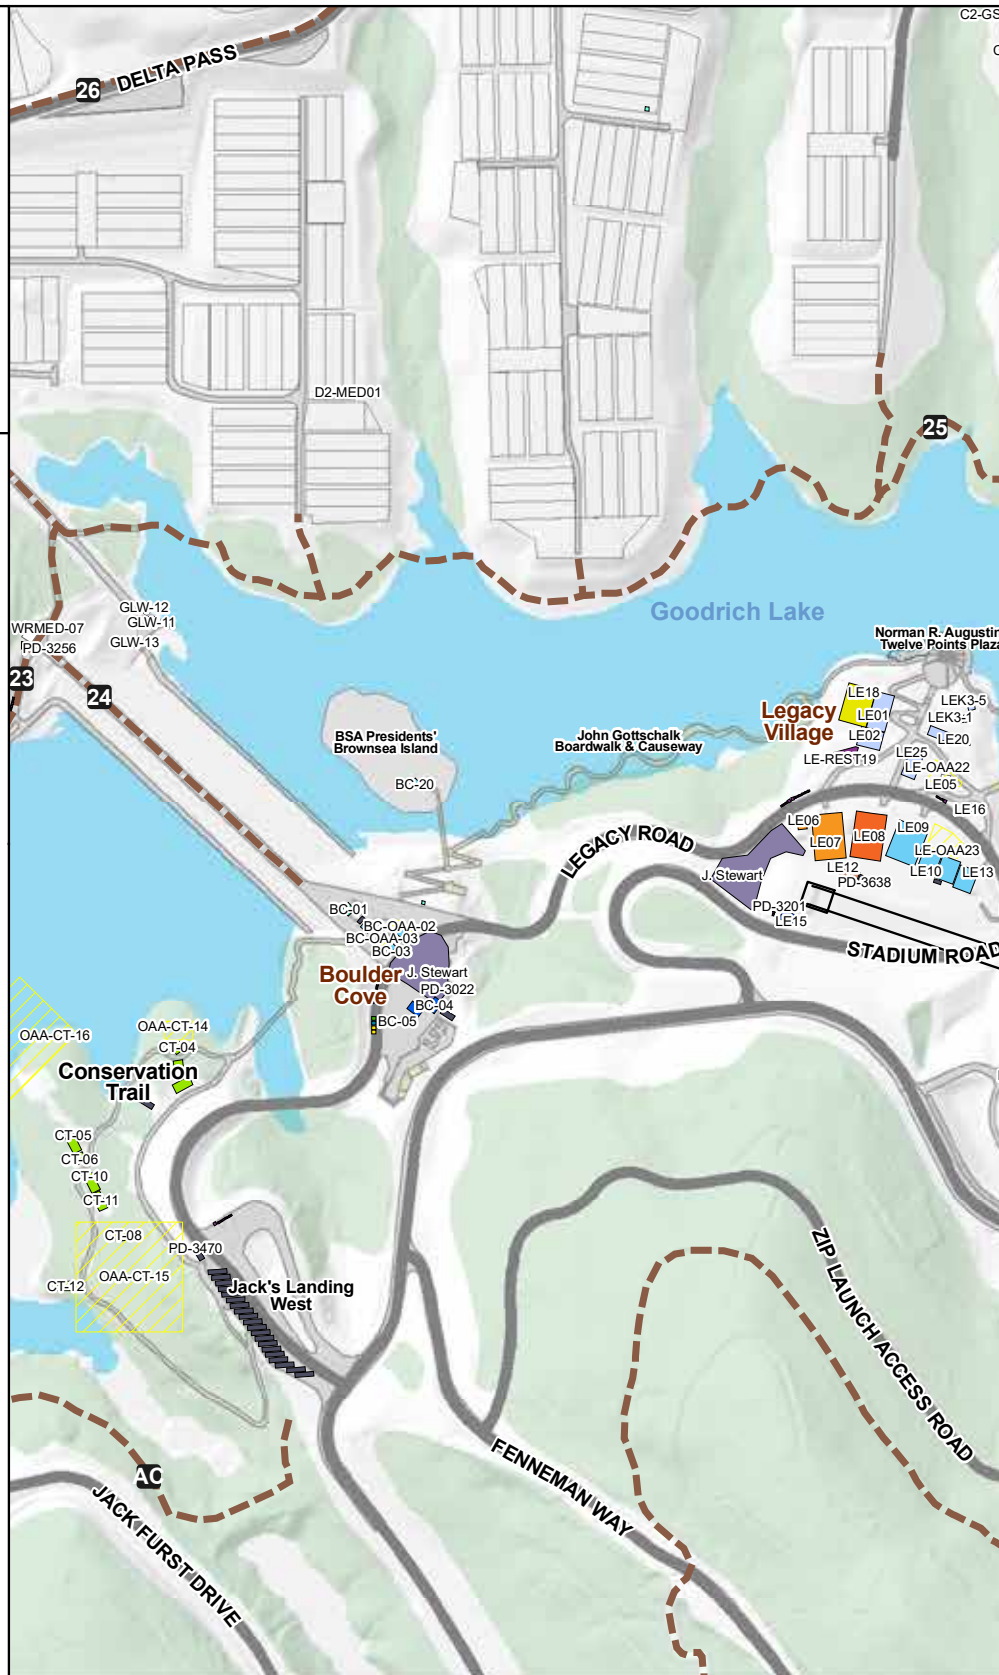 C2-GS
26
DELTA PASS
D2-MED01
25
GLW-12
GLW-11
GLW-13
WRMED-07
PD-3256
23
24
Goodrich Lake
Norman R. Augustin
Twelve Points Plaza
BSA Presidents'
Brownsea Island
BC-20
John Gottschalk
Boardwalk & Causeway
Legacy
Village
LE18
LE01
LE02
LE-REST19
LEK3-5
LEK3-1
LE20
LE25
LE-OAA22
LE05
LE16
LE06
LE07
LE08
LE09
LE-OAA23
LE10
LE13
LE12
PD-3638
LEGACY ROAD
J. Stewart
PD-3201
LE15
STADIUM ROAD
BC-01
BC-OAA-02
BC-OAA-03
BC-03
Boulder
Cove
J. Stewart
PD-3022
BC-04
BC-05
OAA-CT-16
OAA-CT-14
CT-04
Conservation
Trail
CT-05
CT-06
CT-10
CT-11
CT-08
PD-3470
OAA-CT-15
CT-12
Jack's Landing
West
ZIP LAUNCH ACCESS ROAD
FENNEMAN WAY
AC
JACK FURST DRIVE